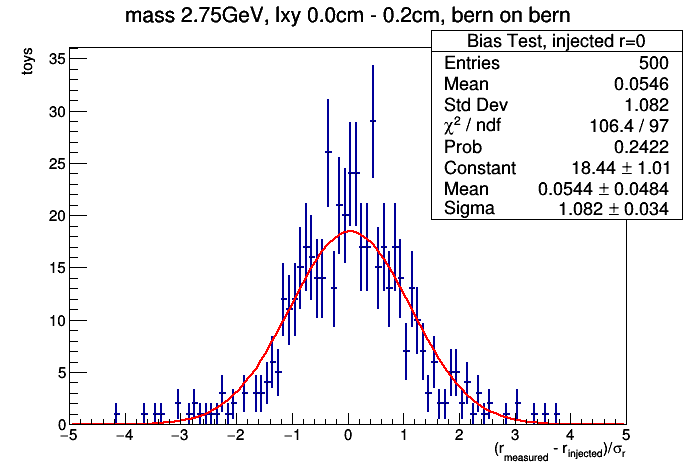 mass 2.75GeV, lxy 0.0cm - 0.2cm, bern on bern
Bias Test, injected r=0
Entries 500
Mean 0.0546
Std Dev 1.082
χ² / ndf 106.4 / 97
Prob 0.2422
Constant 18.44 ± 1.01
Mean 0.0544 ± 0.0484
Sigma 1.082 ± 0.034
toys
35
30
25
20
15
10
5
0
−5 −4 −3 −2 −1 0 1 2 3 4 5
(r_measured - r_injected)/σ_r